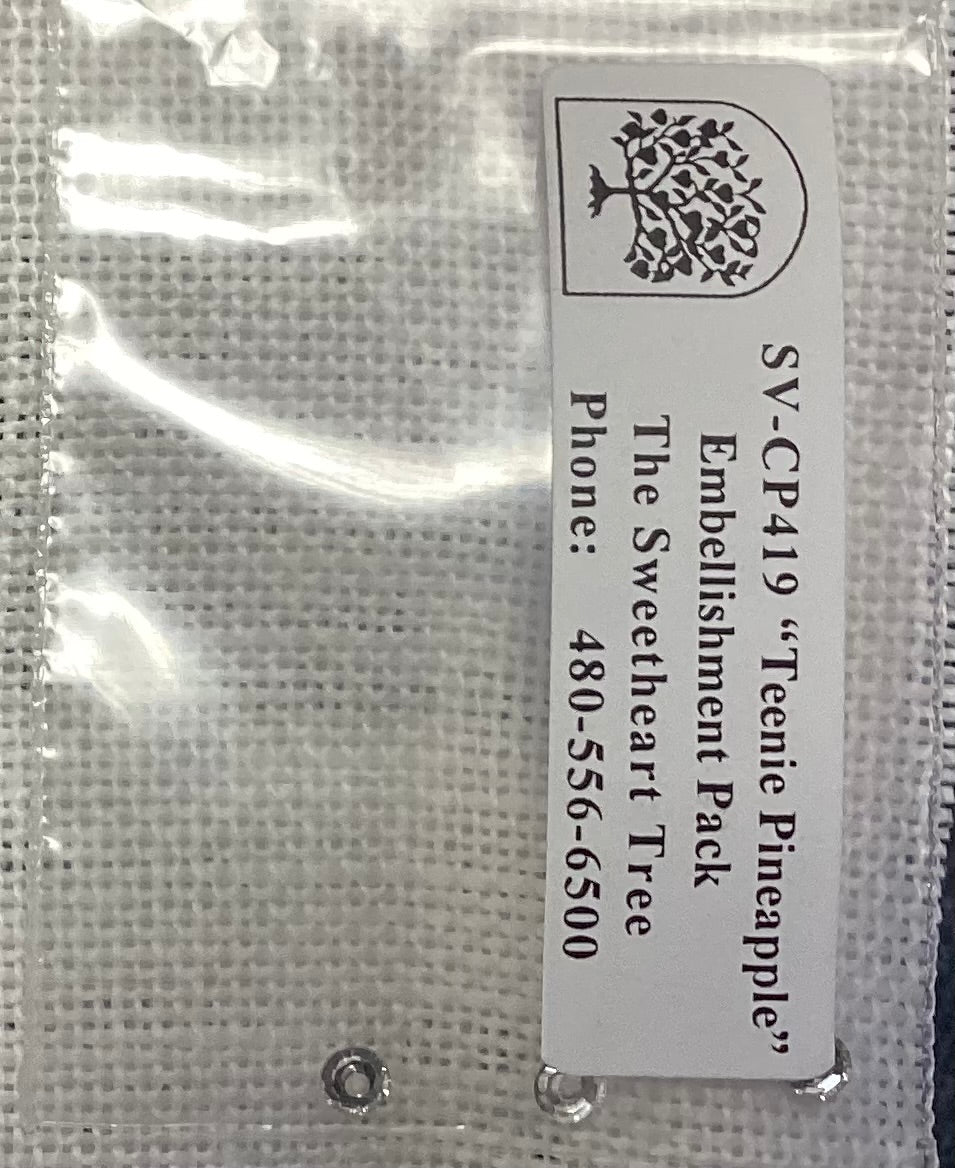 SV-CP419 “Teenie Pineapple”
Embellishment Pack
The Sweetheart Tree
Phone: 480-556-6500